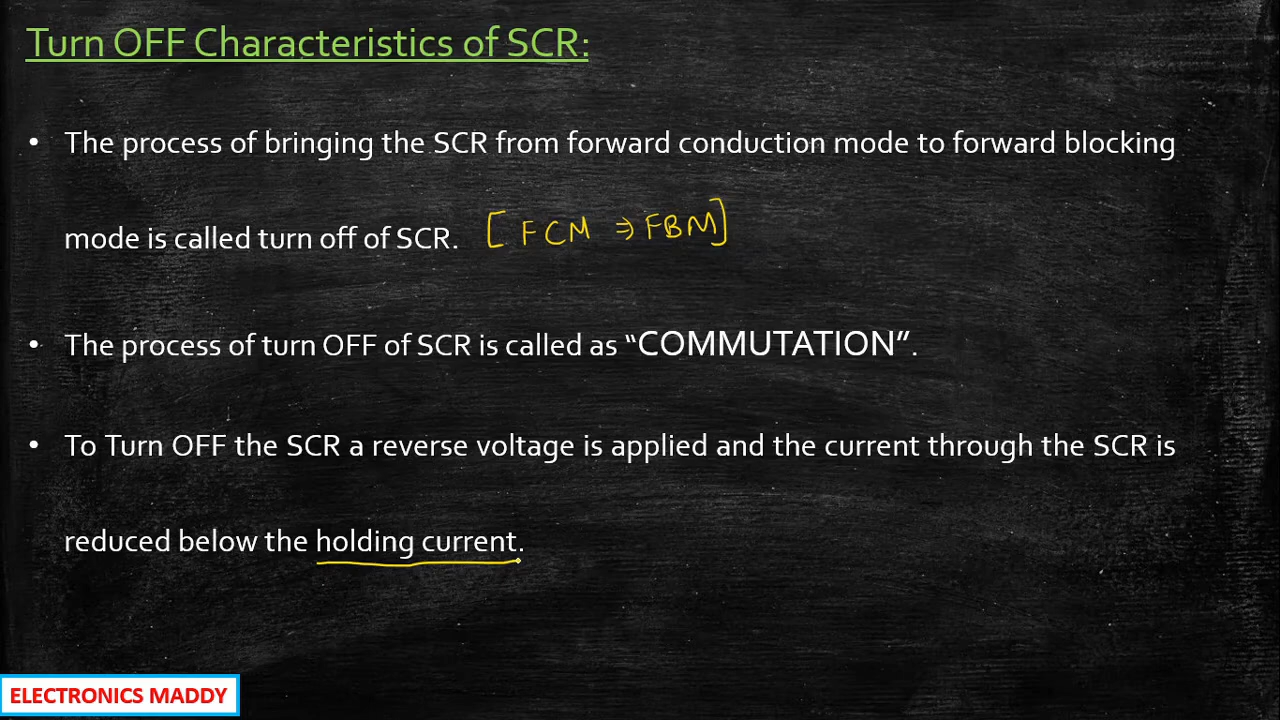 Turn OFF Characteristics of SCR:
• The process of bringing the SCR from forward conduction mode to forward blocking
mode is called turn off of SCR. [FCM ⇒ FBM]
• The process of turn OFF of SCR is called as “COMMUTATION”.
• To Turn OFF the SCR a reverse voltage is applied and the current through the SCR is
reduced below the holding current.
ELECTRONICS MADDY